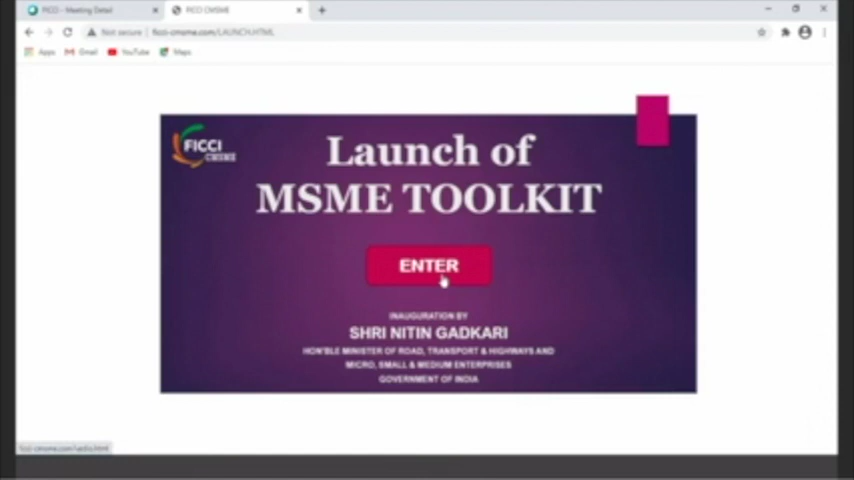 FICCI - Meeting Detail
FICCI CMSME
Not secure | ficci-cmsme.com/LAUNCH.HTML
Apps Gmail YouTube Maps
FICCI
CMSME
Launch of
MSME TOOLKIT
ENTER
INAUGURATION BY
SHRI NITIN GADKARI
HON'BLE MINISTER OF ROAD, TRANSPORT & HIGHWAYS AND
MICRO, SMALL & MEDIUM ENTERPRISES
GOVERNMENT OF INDIA